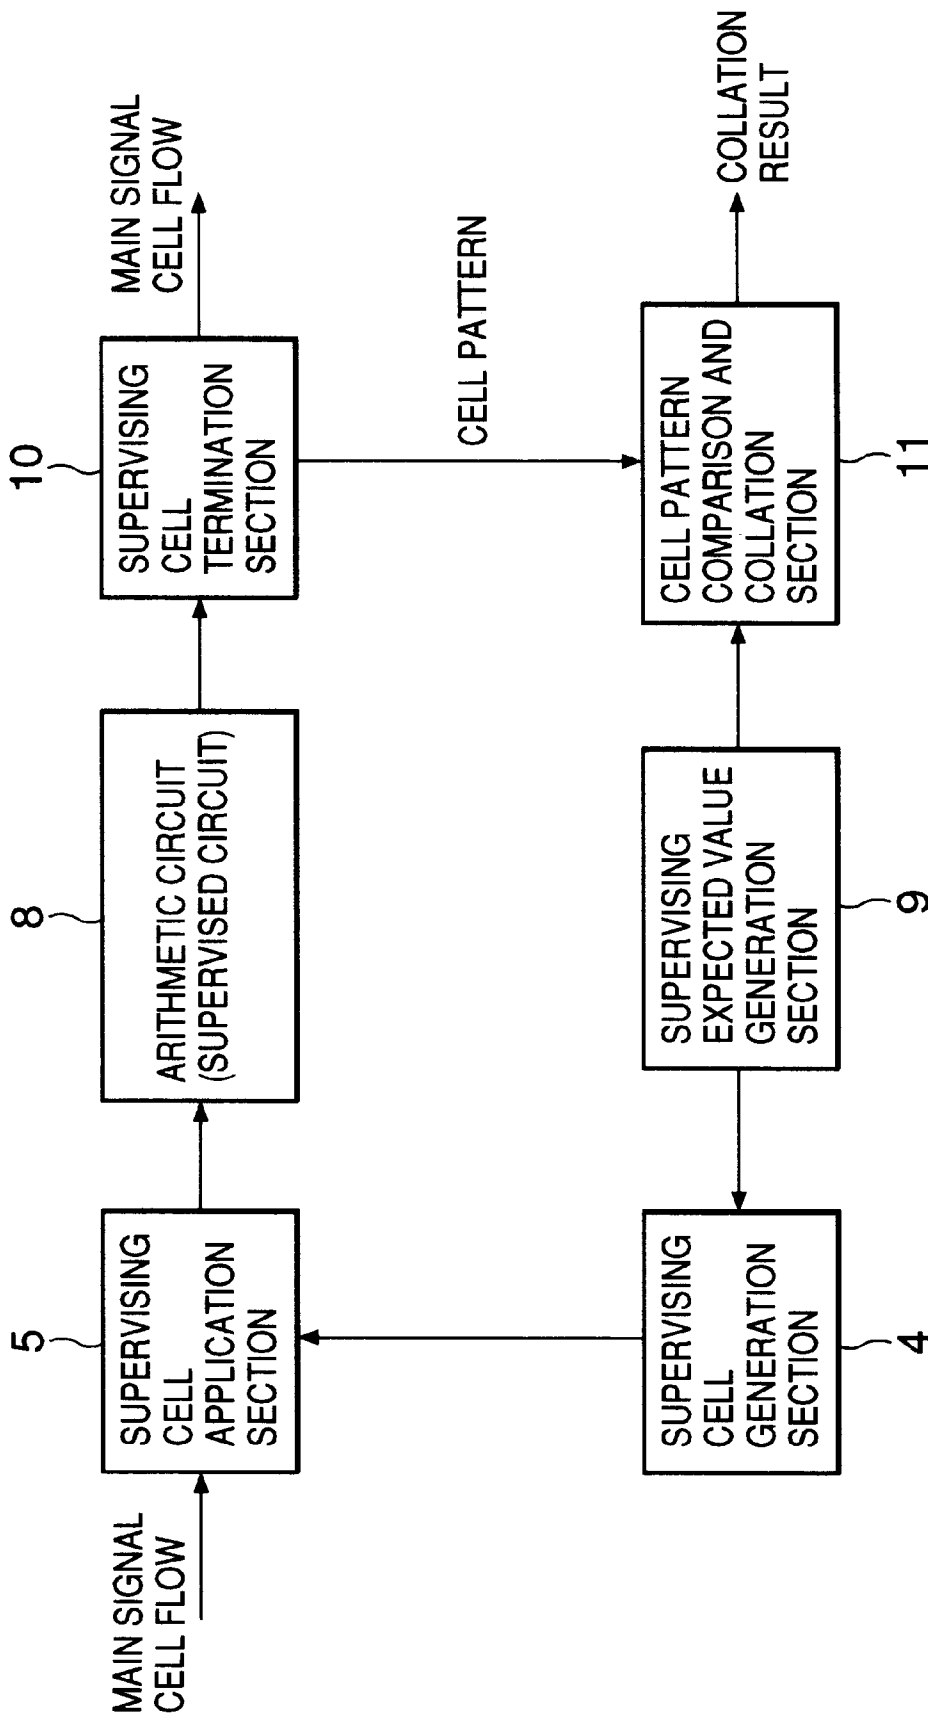 MAIN SIGNAL
CELL FLOW
5
SUPERVISING
CELL
APPLICATION
SECTION
8
ARITHMETIC CIRCUIT
(SUPERVISED CIRCUIT)
10
SUPERVISING
CELL
TERMINATION
SECTION
MAIN SIGNAL
CELL FLOW
CELL PATTERN
SUPERVISING
CELL
GENERATION
SECTION
4
SUPERVISING
EXPECTED VALUE
GENERATION
SECTION
9
CELL PATTERN
COMPARISON AND
COLLATION
SECTION
11
COLLATION
RESULT